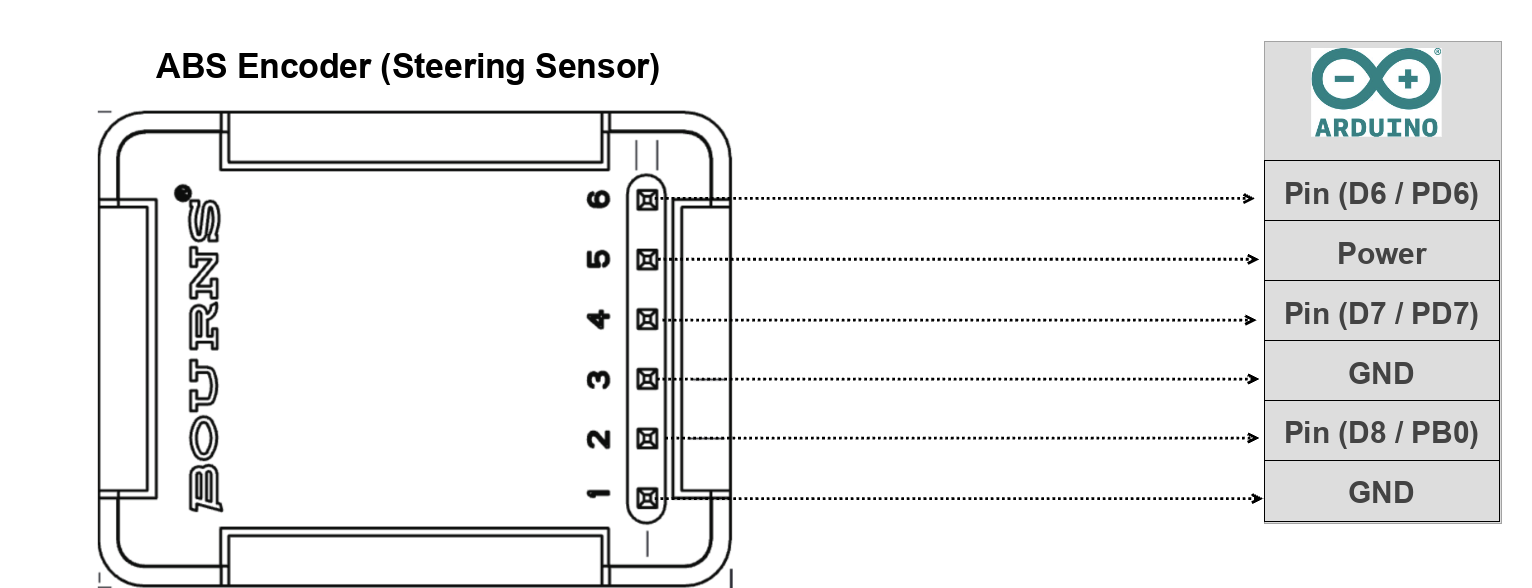 ABS Encoder (Steering Sensor)
BOURNS®
6
5
4
3
2
1
ARDUINO®
Pin (D6 / PD6)
Power
Pin (D7 / PD7)
GND
Pin (D8 / PB0)
GND